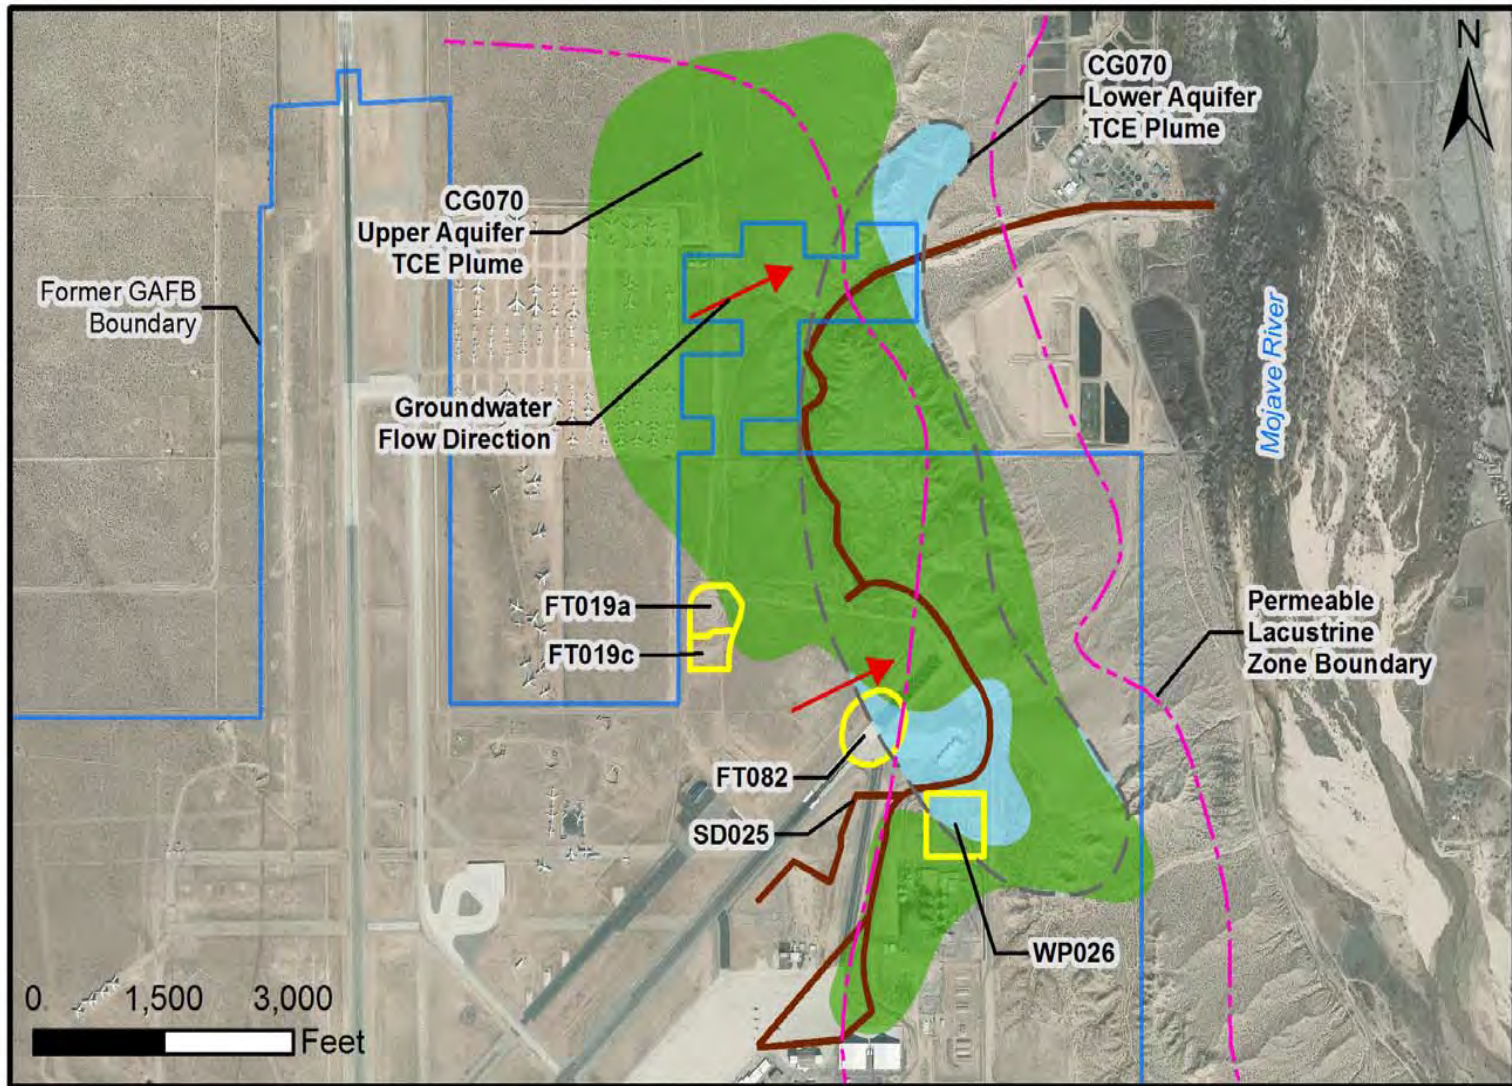 N
CG070
Lower Aquifer
TCE Plume
CG070
Upper Aquifer
TCE Plume
Former GAFB
Boundary
Mojave River
Groundwater
Flow Direction
FT019a
FT019c
Permeable
Lacustrine
Zone Boundary
FT082
SD025
WP026
0 1,500 3,000
Feet